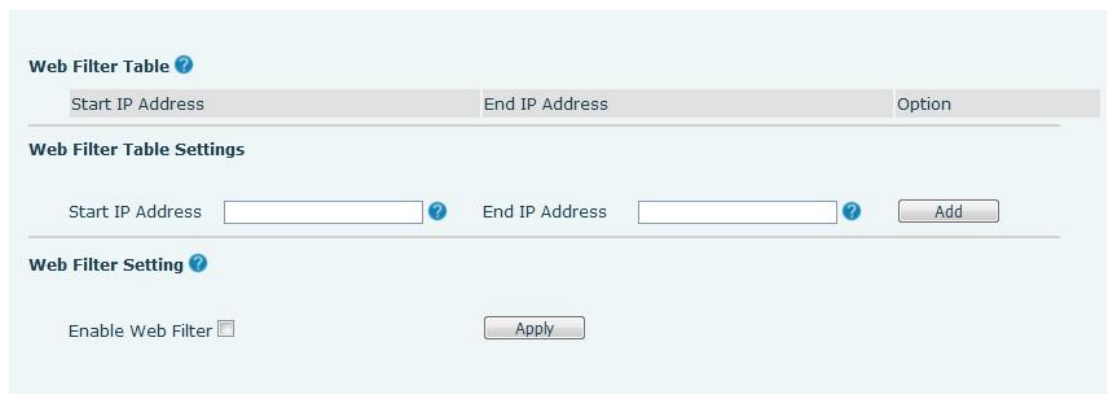 Web Filter Table ?
Start IP Address End IP Address Option
Web Filter Table Settings
Start IP Address ? End IP Address ? Add
Web Filter Setting ?
Enable Web Filter Apply